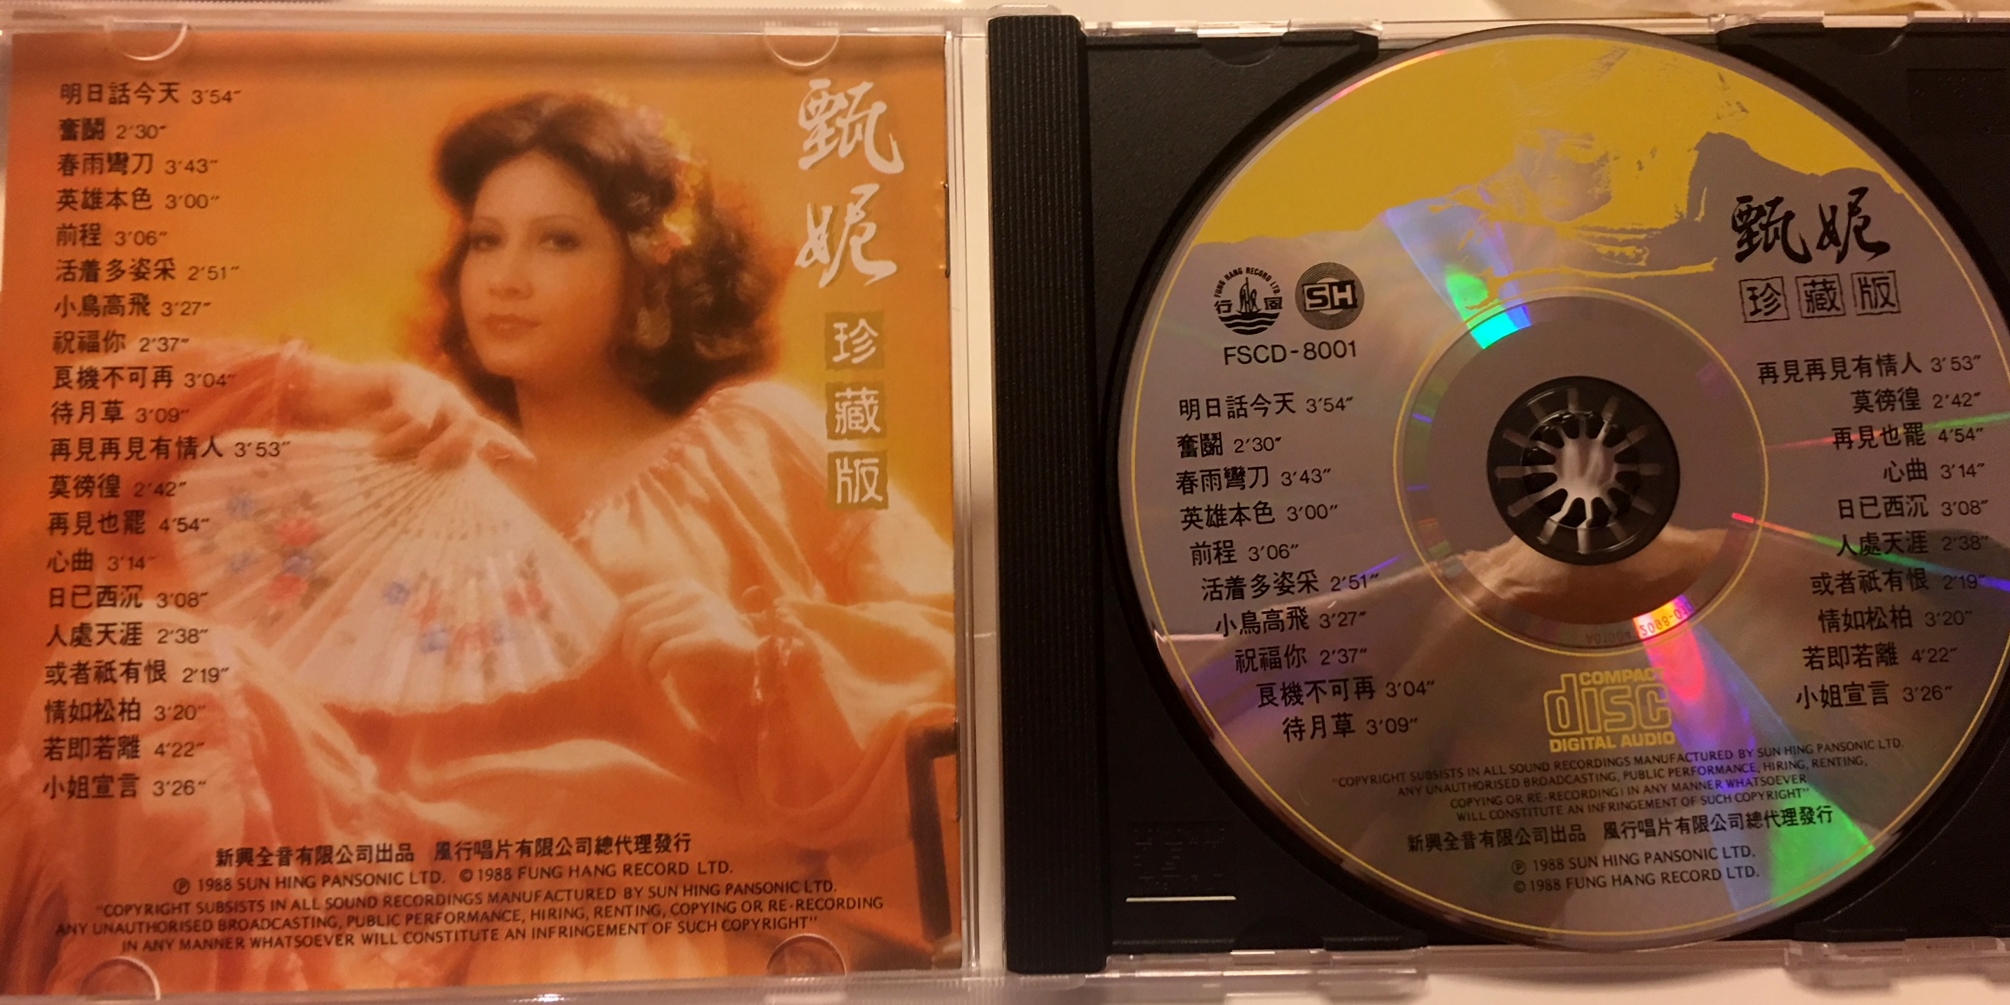 明日話今天 3'54"
奮鬭 2'30"
春雨彎刀 3'43"
英雄本色 3'00"
前程 3'06"
活着多姿采 2'51"
小鳥高飛 3'27"
祝福你 2'37"
良機不可再 3'04"
待月草 3'09"
再見再見有情人 3'53"
莫徬徨 2'42"
再見也罷 4'54"
心曲 3'14"
日已西沉 3'08"
人處天涯 2'38"
或者祇有恨 2'19"
情如松柏 3'20"
若即若離 4'22"
小姐宣言 3'26"
甄妮
珍藏版
新興全音有限公司出品 風行唱片有限公司總代理發行
Ⓟ 1988 SUN HING PANSONIC LTD. © 1988 FUNG HANG RECORD LTD.
"COPYRIGHT SUBSISTS IN ALL SOUND RECORDINGS MANUFACTURED BY SUN HING PANSONIC LTD.
ANY UNAUTHORISED BROADCASTING, PUBLIC PERFORMANCE, HIRING, RENTING, COPYING OR RE-RECORDING
IN ANY MANNER WHATSOEVER WILL CONSTITUTE AN INFRINGEMENT OF SUCH COPYRIGHT"
甄妮
珍藏版
FUNG HANG RECORD LTD
行風
SH
FSCD-8001
明日話今天 3'54"
奮鬭 2'30"
春雨彎刀 3'43"
英雄本色 3'00"
前程 3'06"
活着多姿采 2'51"
小鳥高飛 3'27"
祝福你 2'37"
良機不可再 3'04"
待月草 3'09"
再見再見有情人 3'53"
莫徬徨 2'42"
再見也罷 4'54"
心曲 3'14"
日已西沉 3'08"
人處天涯 2'38"
或者祇有恨 2'19"
情如松柏 3'20"
若即若離 4'22"
小姐宣言 3'26"
COMPACT
disc
DIGITAL AUDIO
"COPYRIGHT SUBSISTS IN ALL SOUND RECORDINGS MANUFACTURED BY SUN HING PANSONIC LTD.
ANY UNAUTHORISED BROADCASTING, PUBLIC PERFORMANCE, HIRING, RENTING,
COPYING OR RE-RECORDING IN ANY MANNER WHATSOEVER
WILL CONSTITUTE AN INFRINGEMENT OF SUCH COPYRIGHT"
新興全音有限公司出品 風行唱片有限公司總代理發行
Ⓟ 1988 SUN HING PANSONIC LTD.
© 1988 FUNG HANG RECORD LTD.